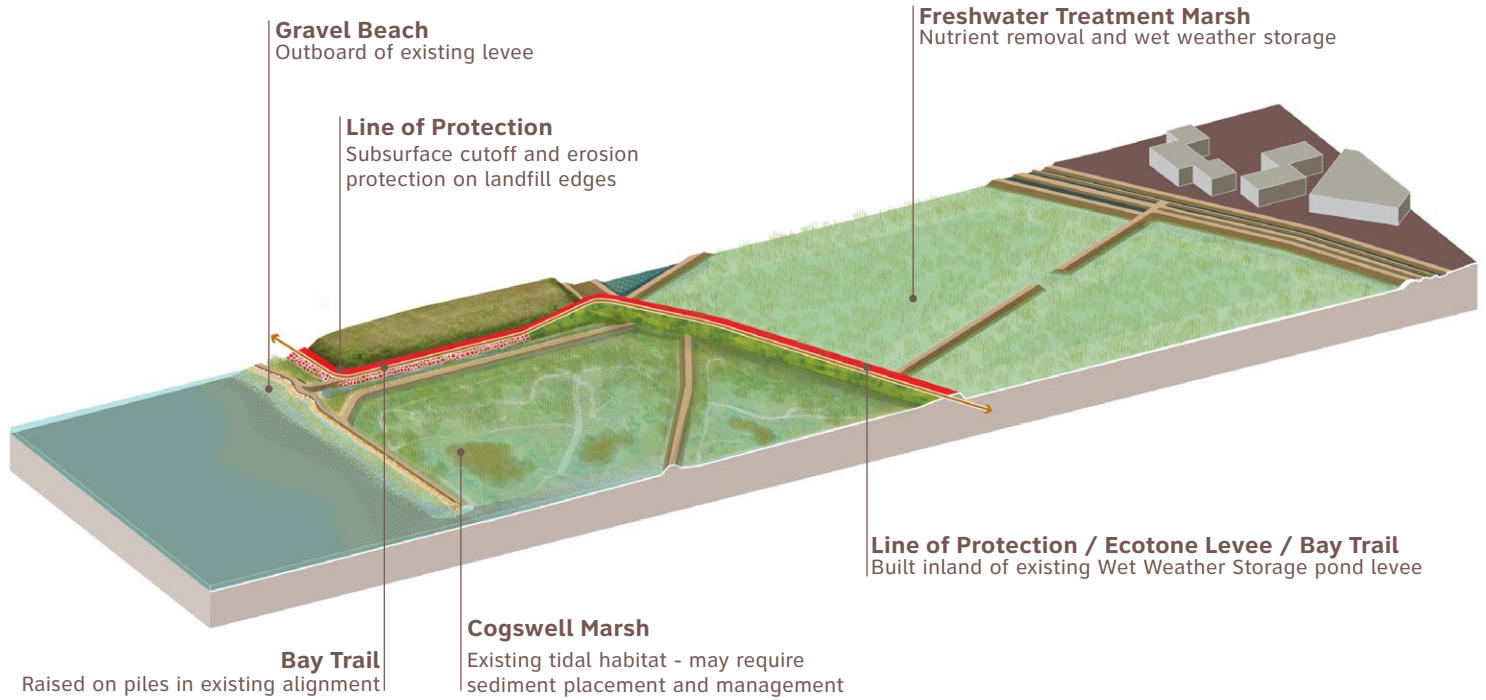 Gravel Beach
Outboard of existing levee
Freshwater Treatment Marsh
Nutrient removal and wet weather storage
Line of Protection
Subsurface cutoff and erosion
protection on landfill edges
Line of Protection / Ecotone Levee / Bay Trail
Built inland of existing Wet Weather Storage pond levee
Cogswell Marsh
Existing tidal habitat - may require
sediment placement and management
Bay Trail
Raised on piles in existing alignment